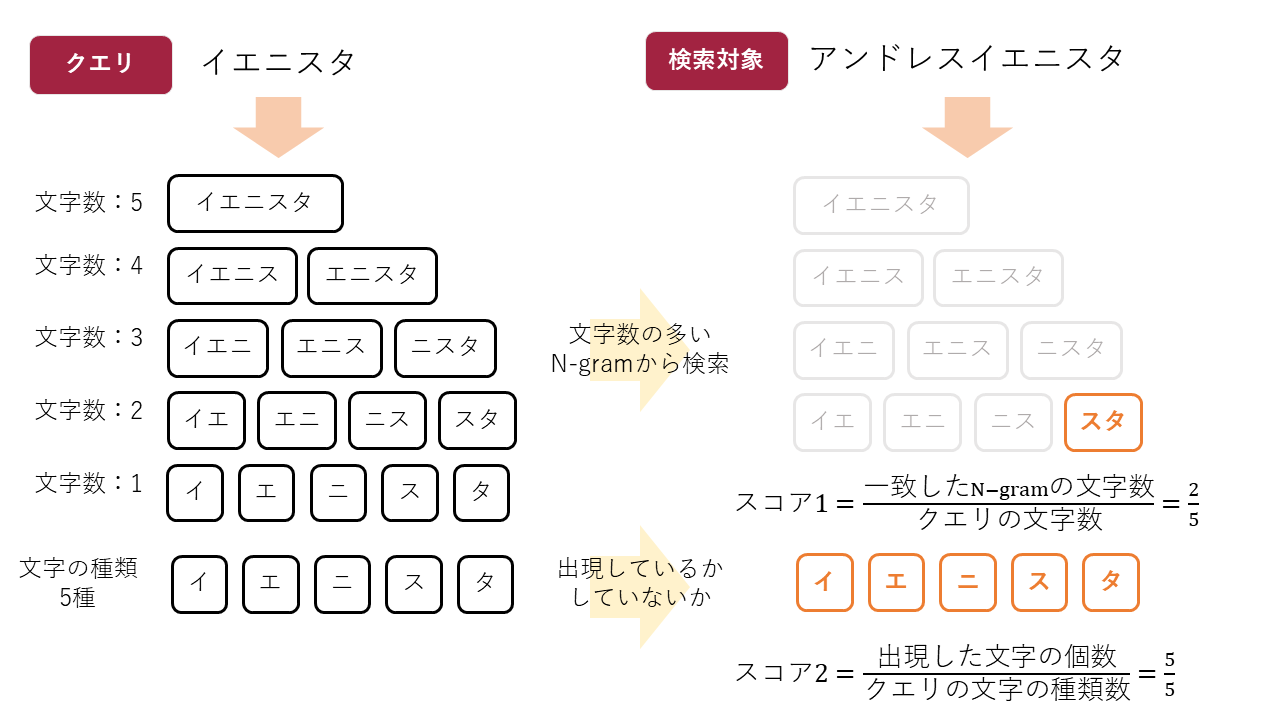 クエリ
イエニスタ
検索対象
アンドレスイエニスタ
文字数：5
イエニスタ
イエニスタ
文字数：4
イエニス エニスタ
イエニス エニスタ
文字数：3
イエニ エニス ニスタ
文字数の多い
N-gramから検索
イエニ エニス ニスタ
文字数：2
イエ エニ ニス スタ
イエ エニ ニス スタ
文字数：1
イ エ ニ ス タ
スコア1 = 一致したN−gramの文字数 / クエリの文字数 = 2/5
文字の種類
5種
イ エ ニ ス タ
出現しているか
していないか
イ エ ニ ス タ
スコア2 = 出現した文字の個数 / クエリの文字の種類数 = 5/5